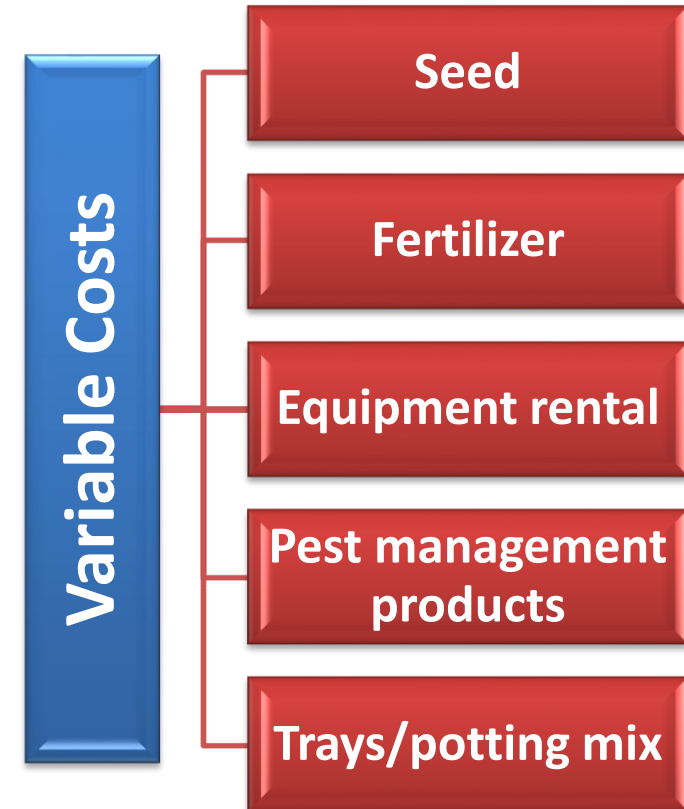 Variable Costs
Seed
Fertilizer
Equipment rental
Pest management
products
Trays/potting mix